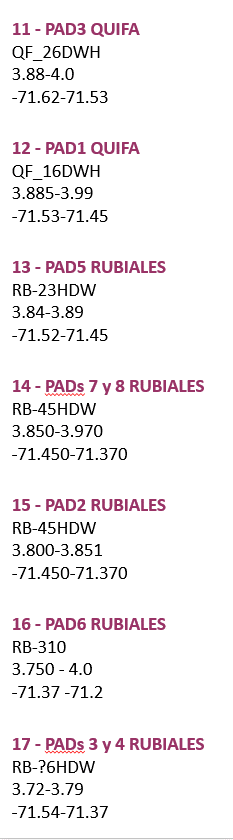 11 - PAD3 QUIFA
QF_26DWH
3.88-4.0
-71.62-71.53
12 - PAD1 QUIFA
QF_16DWH
3.885-3.99
-71.53-71.45
13 - PAD5 RUBIALES
RB-23HDW
3.84-3.89
-71.52-71.45
14 - PADs 7 y 8 RUBIALES
RB-45HDW
3.850-3.970
-71.450-71.370
15 - PAD2 RUBIALES
RB-45HDW
3.800-3.851
-71.450-71.370
16 - PAD6 RUBIALES
RB-310
3.750 - 4.0
-71.37 -71.2
17 - PADs 3 y 4 RUBIALES
RB-?6HDW
3.72-3.79
-71.54-71.37